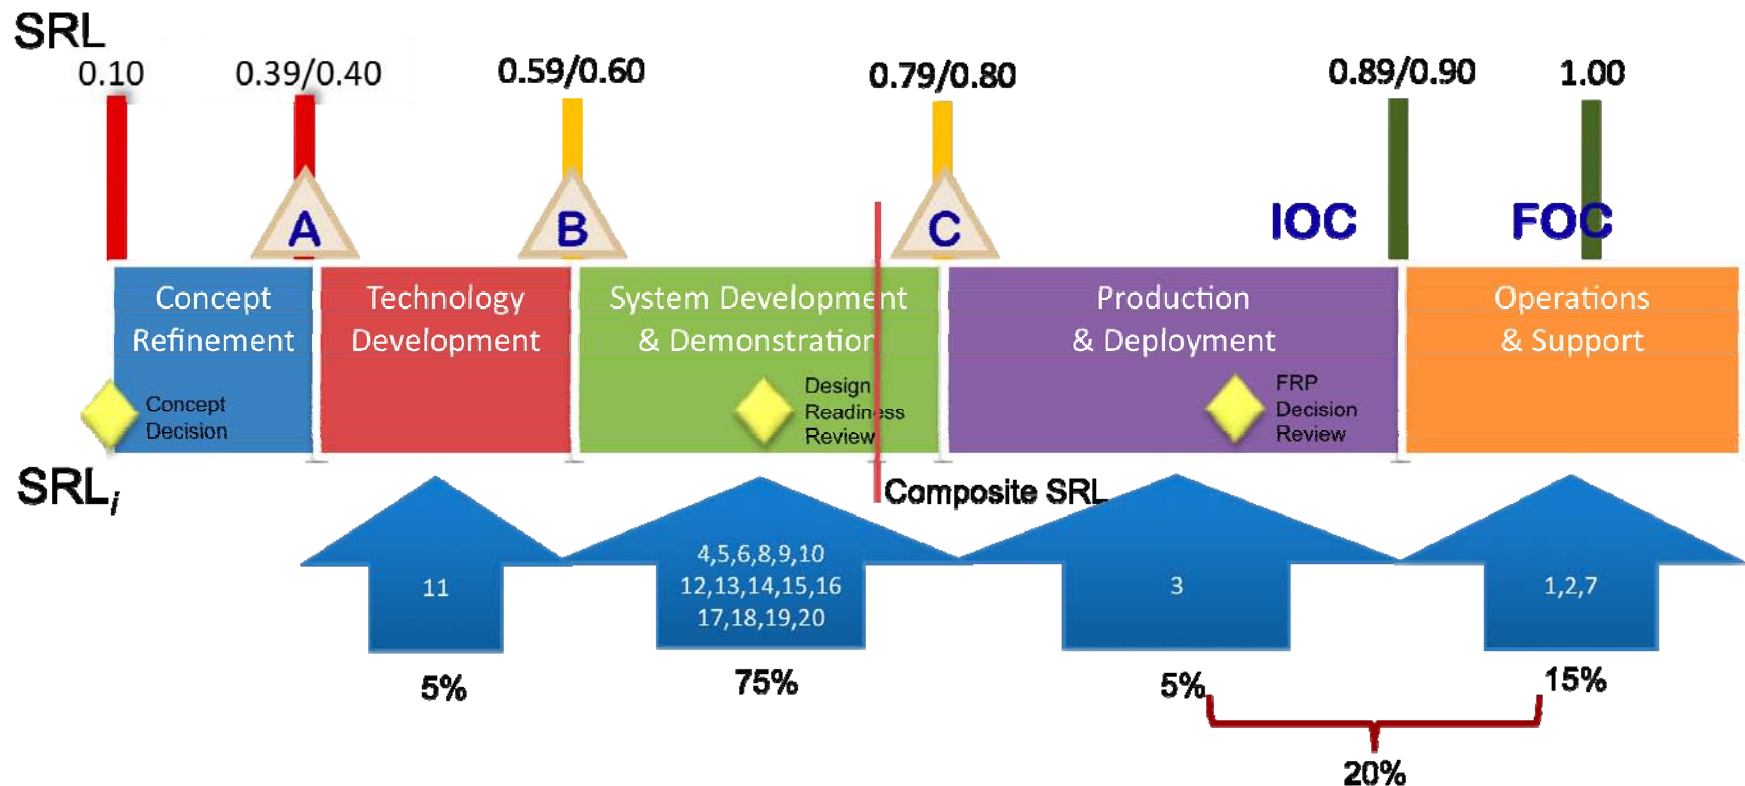 SRL
0.10
0.39/0.40
0.59/0.60
0.79/0.80
0.89/0.90
1.00
A
B
C
IOC
FOC
Concept
Refinement
Technology
Development
System Development
& Demonstration
Production
& Deployment
Operations
& Support
Concept
Decision
Design
Readiness
Review
FRP
Decision
Review
SRLi
Composite SRL
11
4,5,6,8,9,10
12,13,14,15,16
17,18,19,20
3
1,2,7
5%
75%
5%
15%
20%